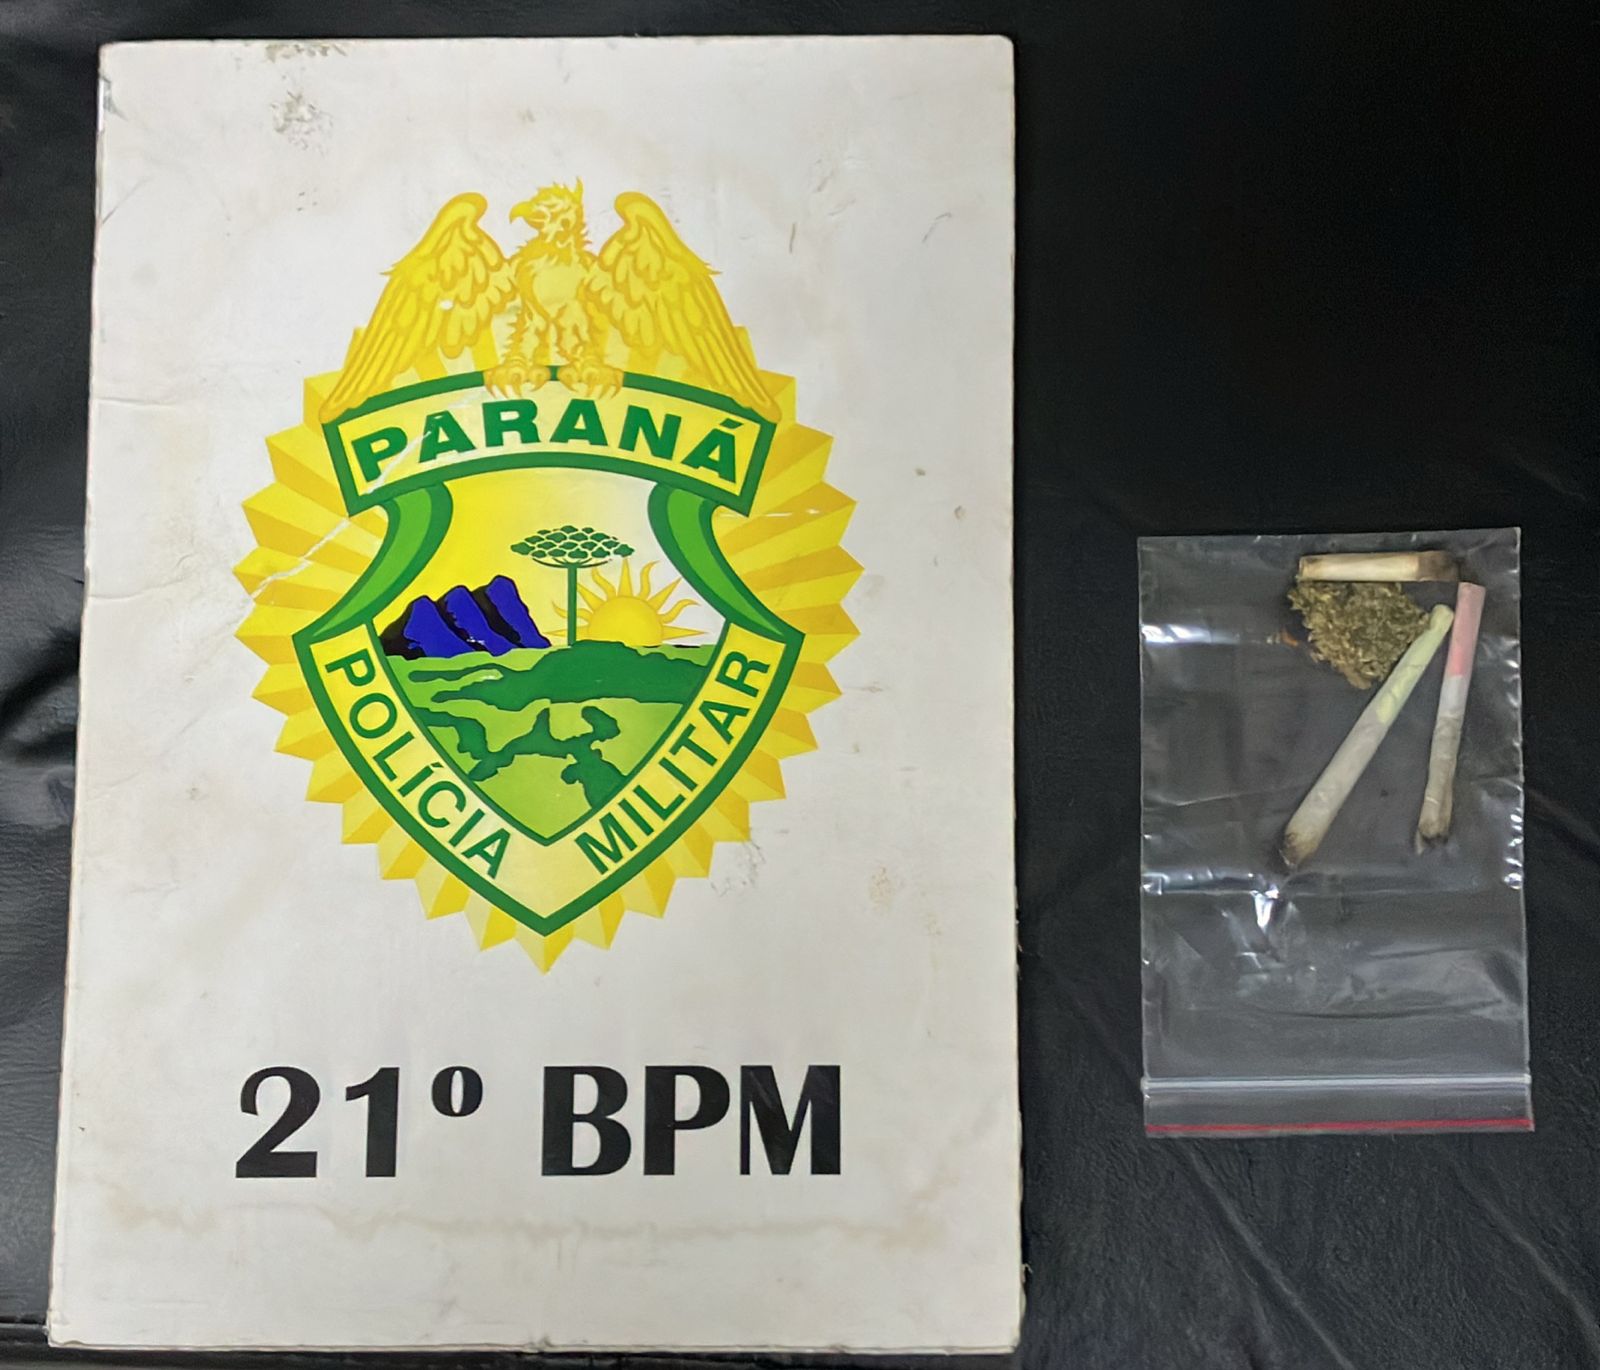 PARANÁ
POLÍCIA MILITAR
21º BPM